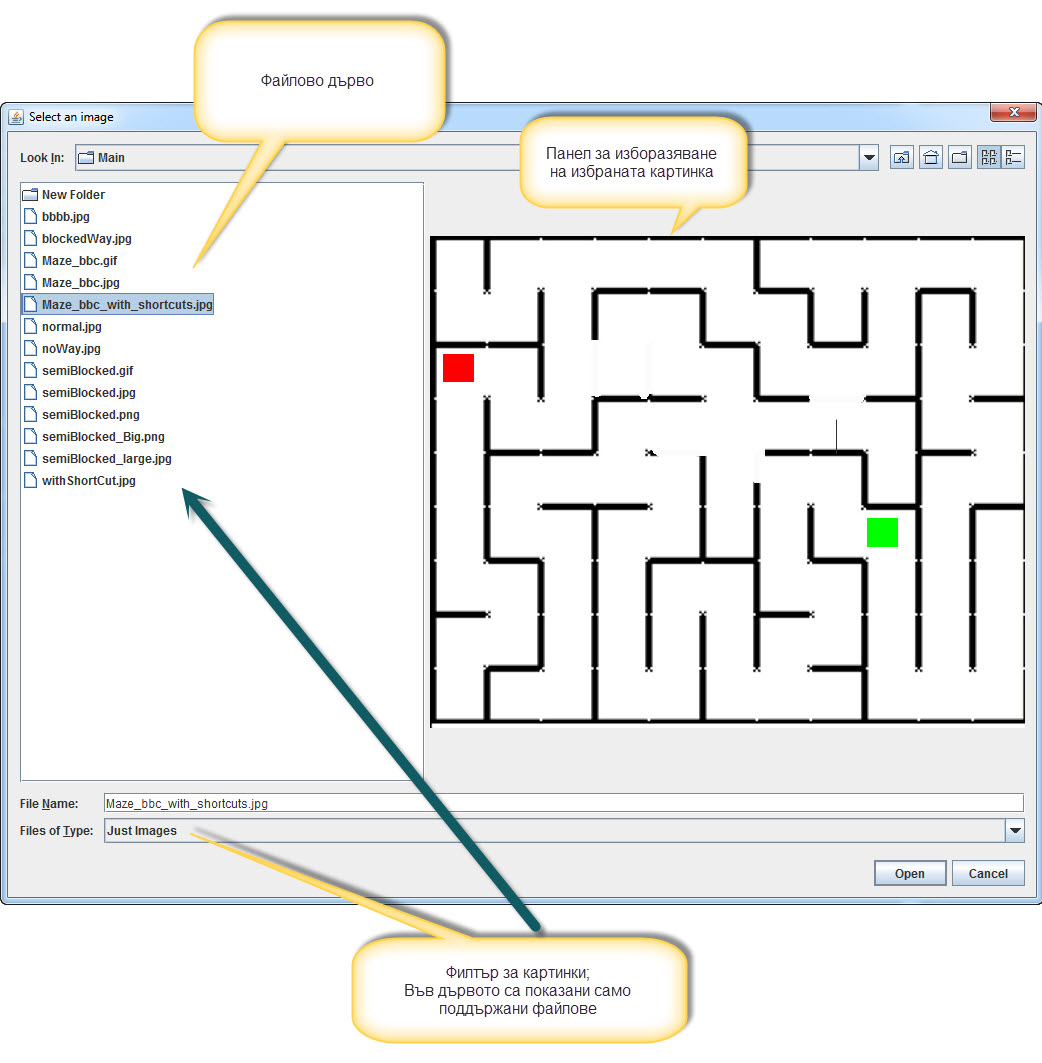 Файлово дърво
Select an image
Панел за изборазяване
на избраната картинка
Look In:
Main
New Folder
bbbb.jpg
blockedWay.jpg
Maze_bbc.gif
Maze_bbc.jpg
Maze_bbc_with_shortcuts.jpg
normal.jpg
noWay.jpg
semiBlocked.gif
semiBlocked.jpg
semiBlocked.png
semiBlocked_Big.png
semiBlocked_large.jpg
withShortCut.jpg
File Name:
Maze_bbc_with_shortcuts.jpg
Files of Type:
Just Images
Open
Cancel
Филтър за картинки;
Във дървото са показани само
поддържани файлове